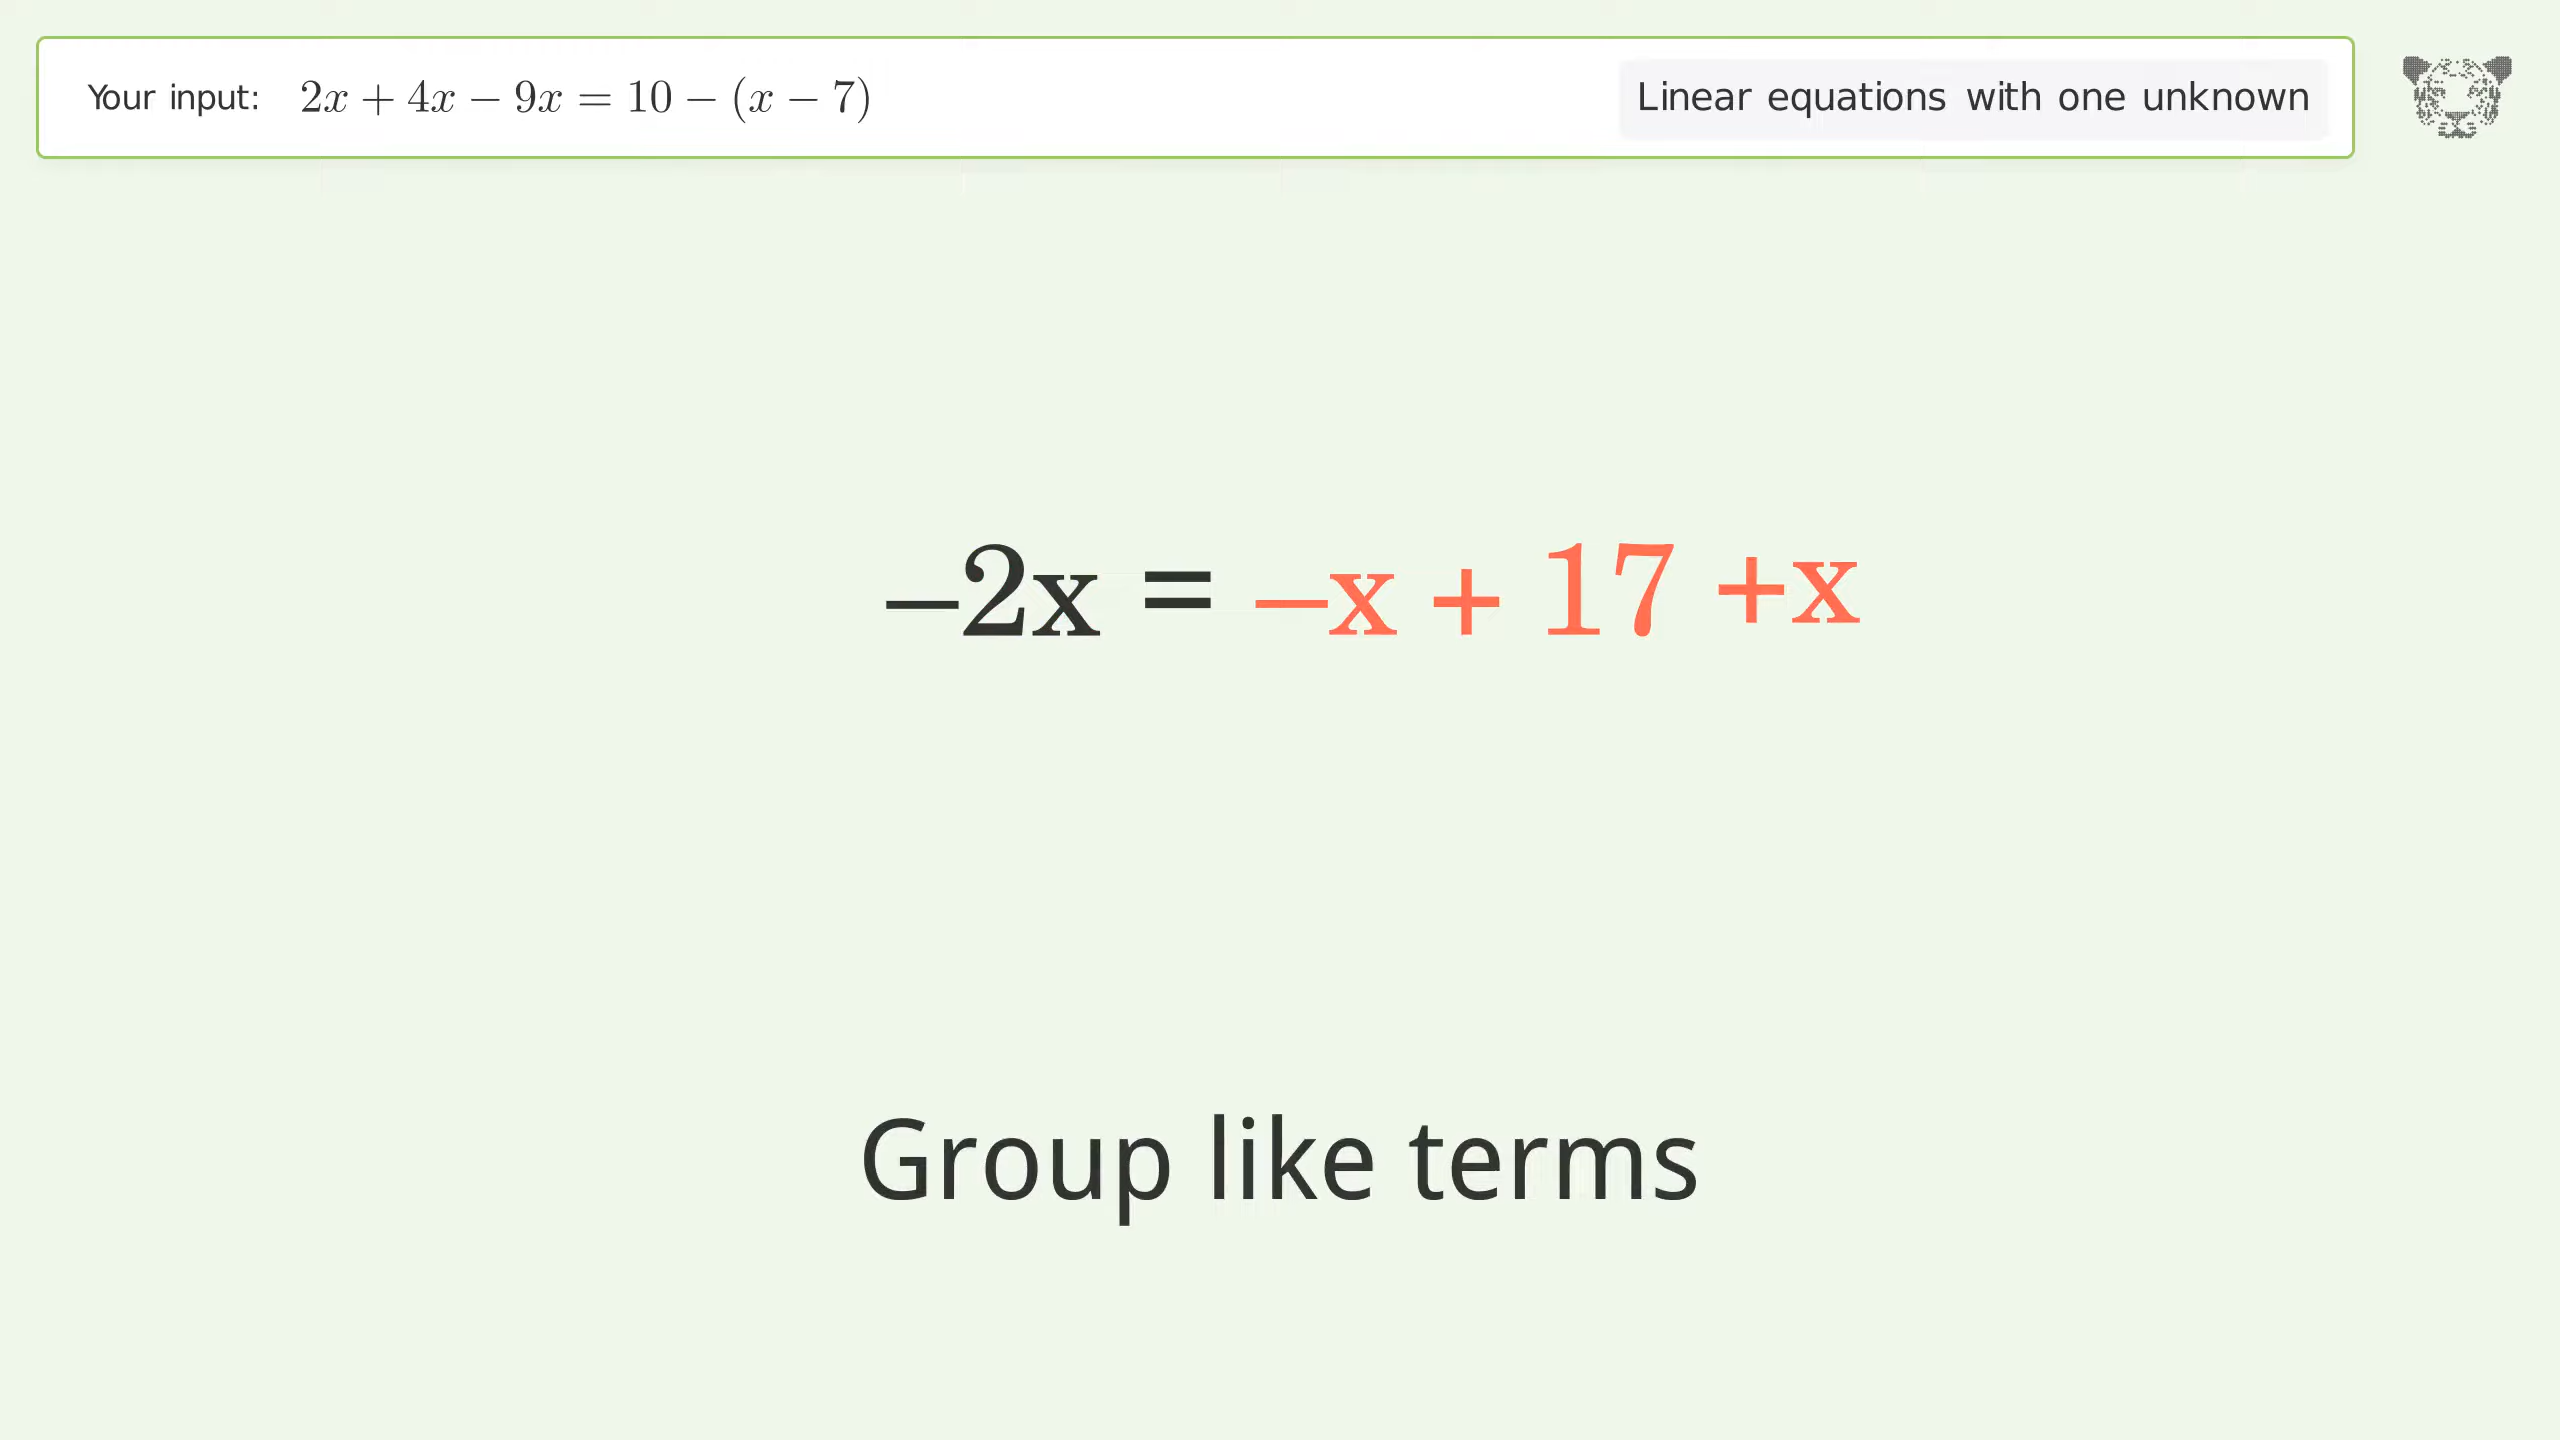 Your input: 2x + 4x − 9x = 10 − (x − 7) Linear equations with one unknown
−2x = −x + 17 +x
Group like terms